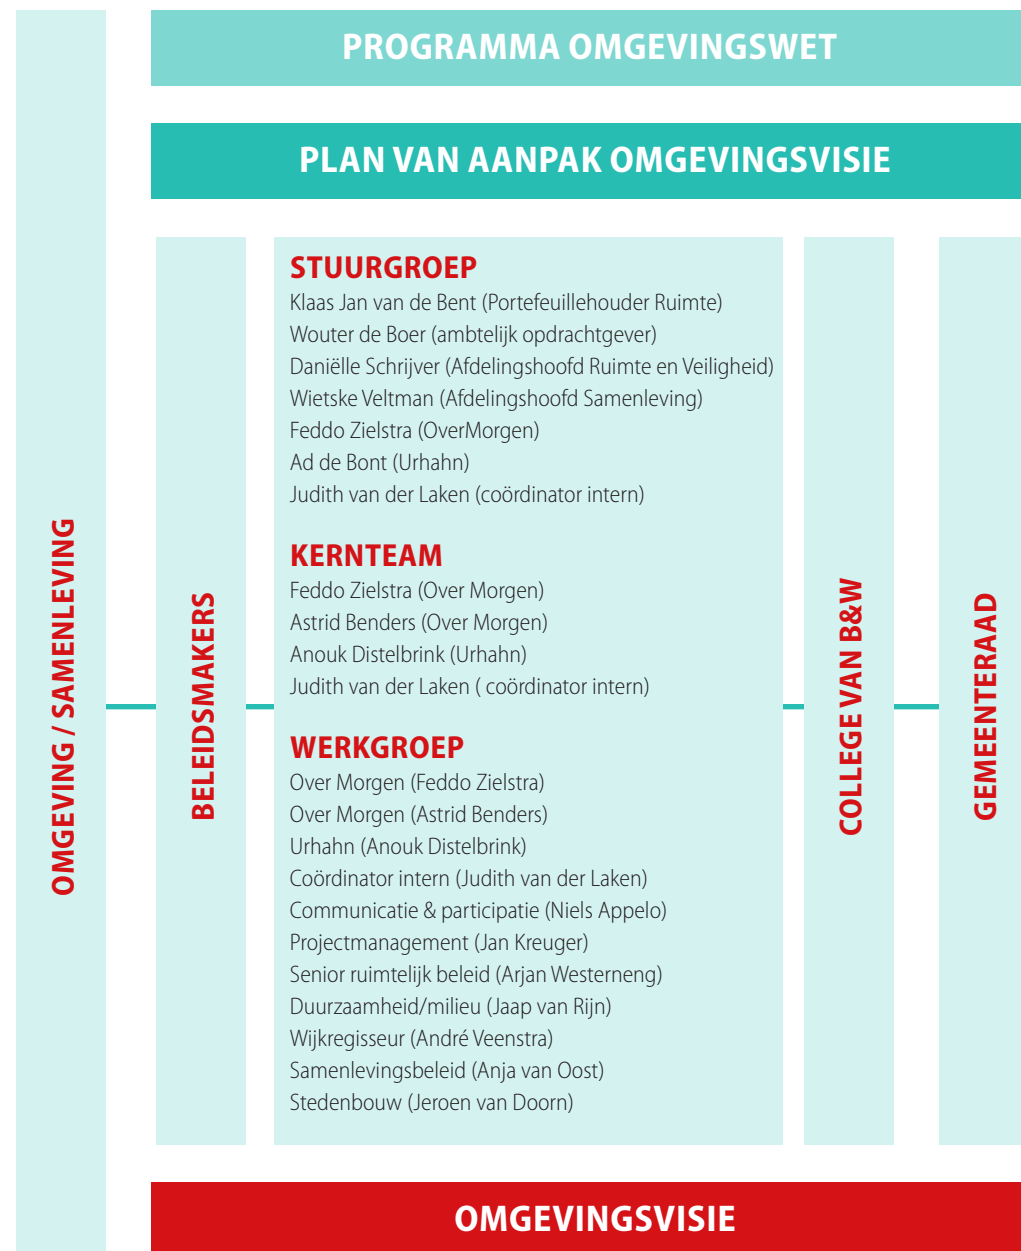 PROGRAMMA OMGEVINGSWET
PLAN VAN AANPAK OMGEVINGSVISIE
OMGEVING / SAMENLEVING
BELEIDSMAKERS
STUURGROEP
Klaas Jan van de Bent (Portefeuillehouder Ruimte)
Wouter de Boer (ambtelijk opdrachtgever)
Daniëlle Schrijver (Afdelingshoofd Ruimte en Veiligheid)
Wietske Veltman (Afdelingshoofd Samenleving)
Feddo Zielstra (OverMorgen)
Ad de Bont (Urhahn)
Judith van der Laken (coördinator intern)
KERNTEAM
Feddo Zielstra (Over Morgen)
Astrid Benders (Over Morgen)
Anouk Distelbrink (Urhahn)
Judith van der Laken ( coördinator intern)
WERKGROEP
Over Morgen (Feddo Zielstra)
Over Morgen (Astrid Benders)
Urhahn (Anouk Distelbrink)
Coördinator intern (Judith van der Laken)
Communicatie & participatie (Niels Appelo)
Projectmanagement (Jan Kreuger)
Senior ruimtelijk beleid (Arjan Westerneng)
Duurzaamheid/milieu (Jaap van Rijn)
Wijkregisseur (André Veenstra)
Samenlevingsbeleid (Anja van Oost)
Stedenbouw (Jeroen van Doorn)
COLLEGE VAN B&W
GEMEENTERAAD
OMGEVINGSVISIE